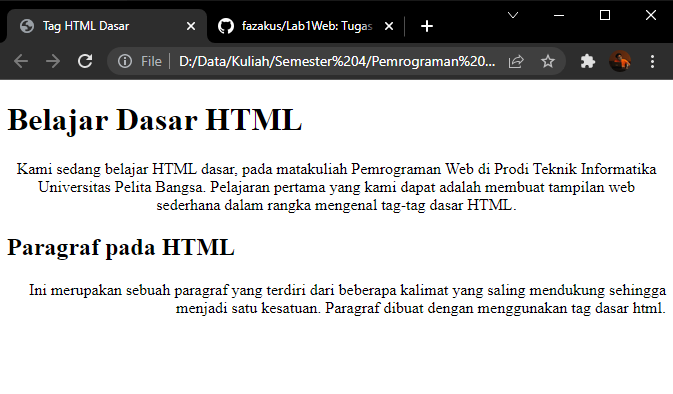 Tag HTML Dasar
fazakus/Lab1Web: Tugas
File
D:/Data/Kuliah/Semester%204/Pemrograman%20...
Belajar Dasar HTML
Kami sedang belajar HTML dasar, pada matakuliah Pemrograman Web di Prodi Teknik Informatika
Universitas Pelita Bangsa. Pelajaran pertama yang kami dapat adalah membuat tampilan web
sederhana dalam rangka mengenal tag-tag dasar HTML.
Paragraf pada HTML
Ini merupakan sebuah paragraf yang terdiri dari beberapa kalimat yang saling mendukung sehingga
menjadi satu kesatuan. Paragraf dibuat dengan menggunakan tag dasar html.